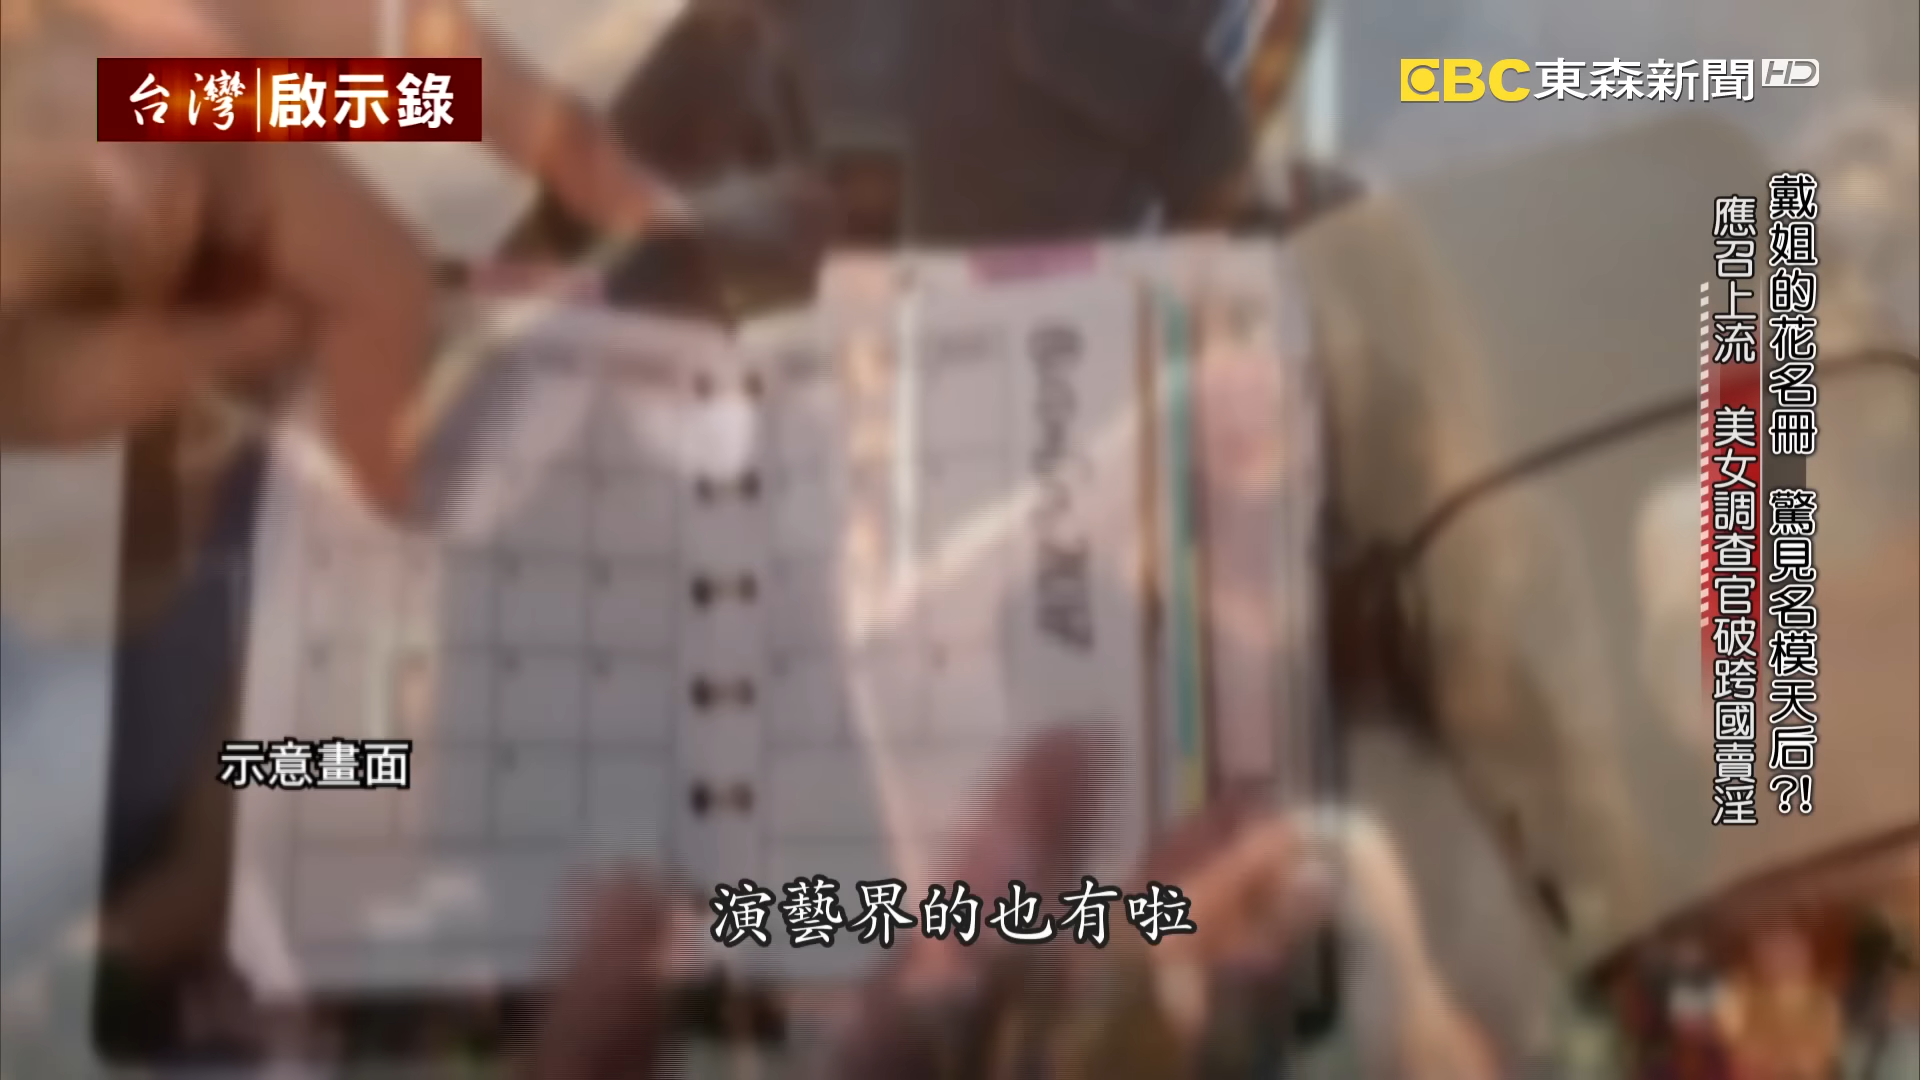 台灣啟示錄
EBC東森新聞HD
戴姐的花名冊 驚見名模天后?!
應召上流 美女調查官破跨國賣淫
示意畫面
演藝界的也有啦